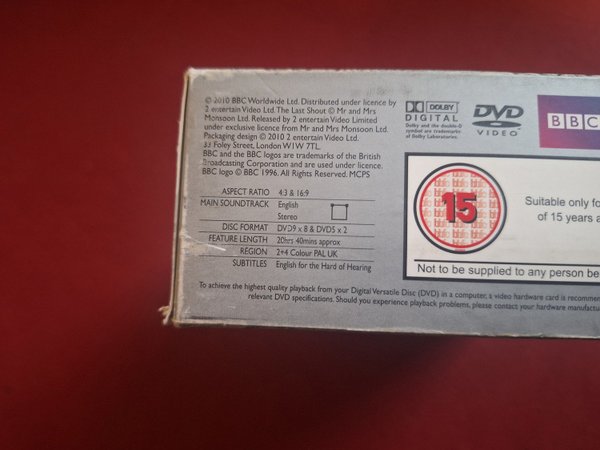 © 2010 BBC Worldwide Ltd. Distributed under licence by
2 entertain Video Ltd. The Last Shout © Mr and Mrs
Monsoon Ltd. Released by 2 entertain Video Limited
under exclusive licence from Mr and Mrs Monsoon Ltd.
Packaging design © 2010 2 entertain Video Ltd.
33 Foley Street, London W1W 7TL.
BBC and the BBC logos are trademarks of the British
Broadcasting Corporation and are used under licence.
BBC logo © BBC 1996. All Rights Reserved. MCPS
ASPECT RATIO 4:3 & 16:9
MAIN SOUNDTRACK English
Stereo
DISC FORMAT DVD9 x 8 & DVD5 x 2
FEATURE LENGTH 20hrs 40mins approx
REGION 2+4 Colour PAL UK
SUBTITLES English for the Hard of Hearing
DOLBY
DIGITAL
Dolby and the double-D
symbol are trademarks
of Dolby Laboratories.
DVD
VIDEO
BBC
15
Suitable only fo
of 15 years a
Not to be supplied to any person be
To achieve the highest quality playback from your Digital Versatile Disc (DVD) in a computer, a video hardware card is recommen
relevant DVD specifications. Should you experience playback problems, please contact your hardware manufactu